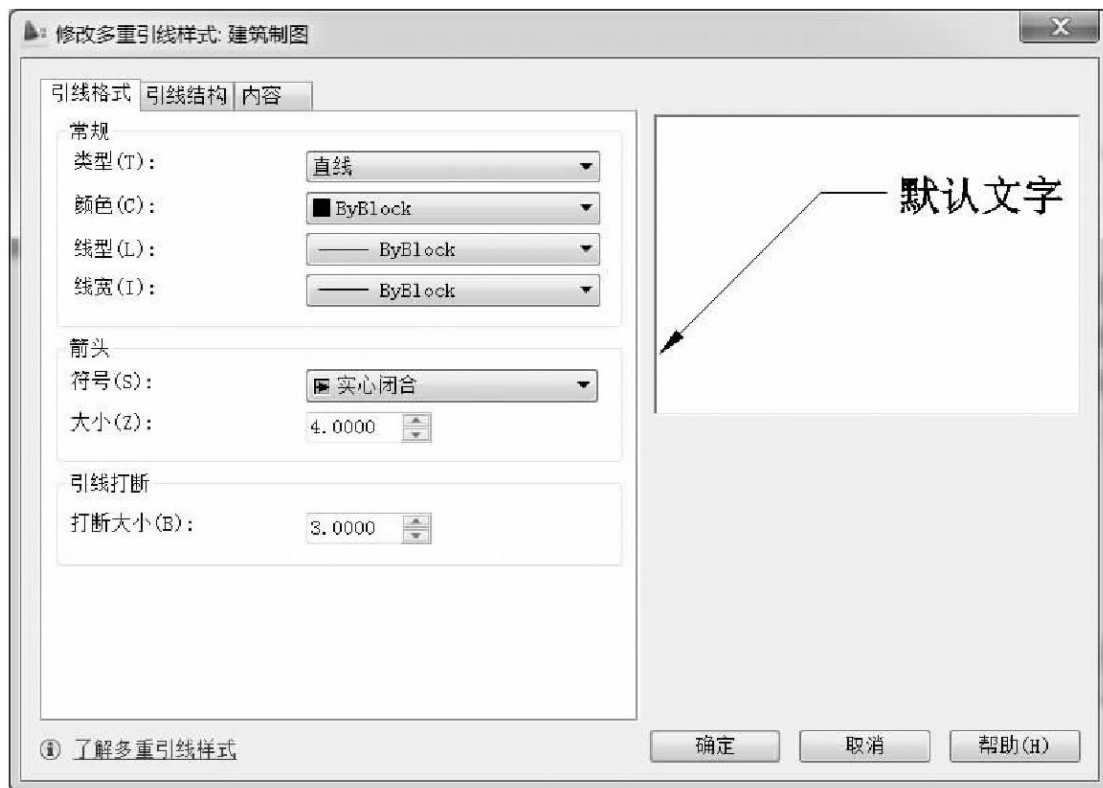 修改多重引线样式: 建筑制图
引线格式 引线结构 内容
常规
类型(T): 直线
颜色(C): ByBlock
线型(L): ByBlock
线宽(I): ByBlock
箭头
符号(S): 实心闭合
大小(Z): 4.0000
引线打断
打断大小(B): 3.0000
默认文字
了解多重引线样式
确定 取消 帮助(H)